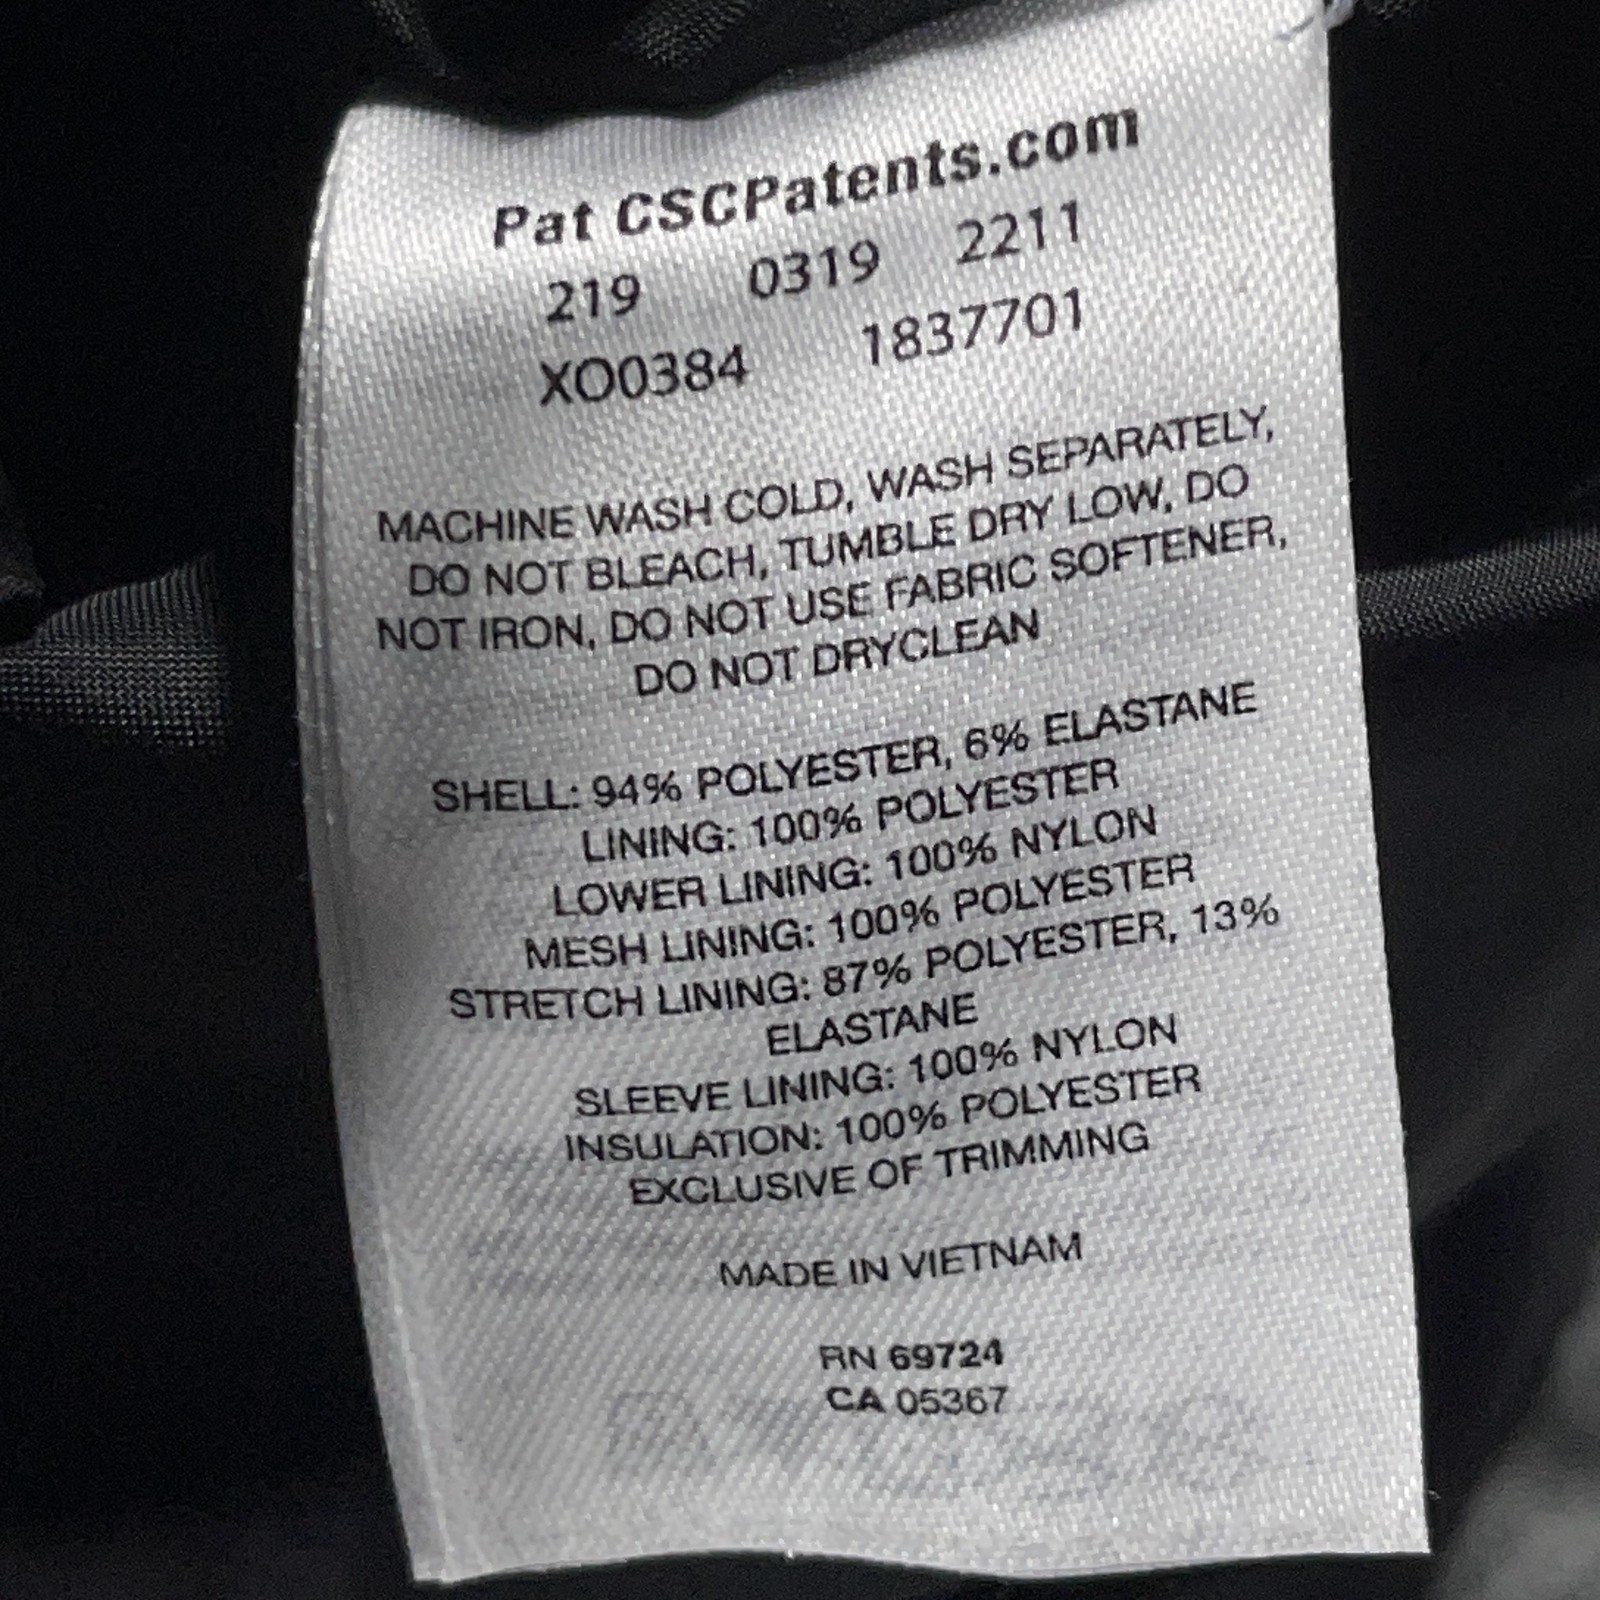 Pat CSCPatents.com
219 0319 2211
XO0384 1837701
MACHINE WASH COLD, WASH SEPARATELY,
DO NOT BLEACH, TUMBLE DRY LOW, DO
NOT IRON, DO NOT USE FABRIC SOFTENER,
DO NOT DRYCLEAN
SHELL: 94% POLYESTER, 6% ELASTANE
LINING: 100% POLYESTER
LOWER LINING: 100% NYLON
MESH LINING: 100% POLYESTER
STRETCH LINING: 87% POLYESTER, 13%
ELASTANE
SLEEVE LINING: 100% NYLON
INSULATION: 100% POLYESTER
EXCLUSIVE OF TRIMMING
MADE IN VIETNAM
RN 69724
CA 05367